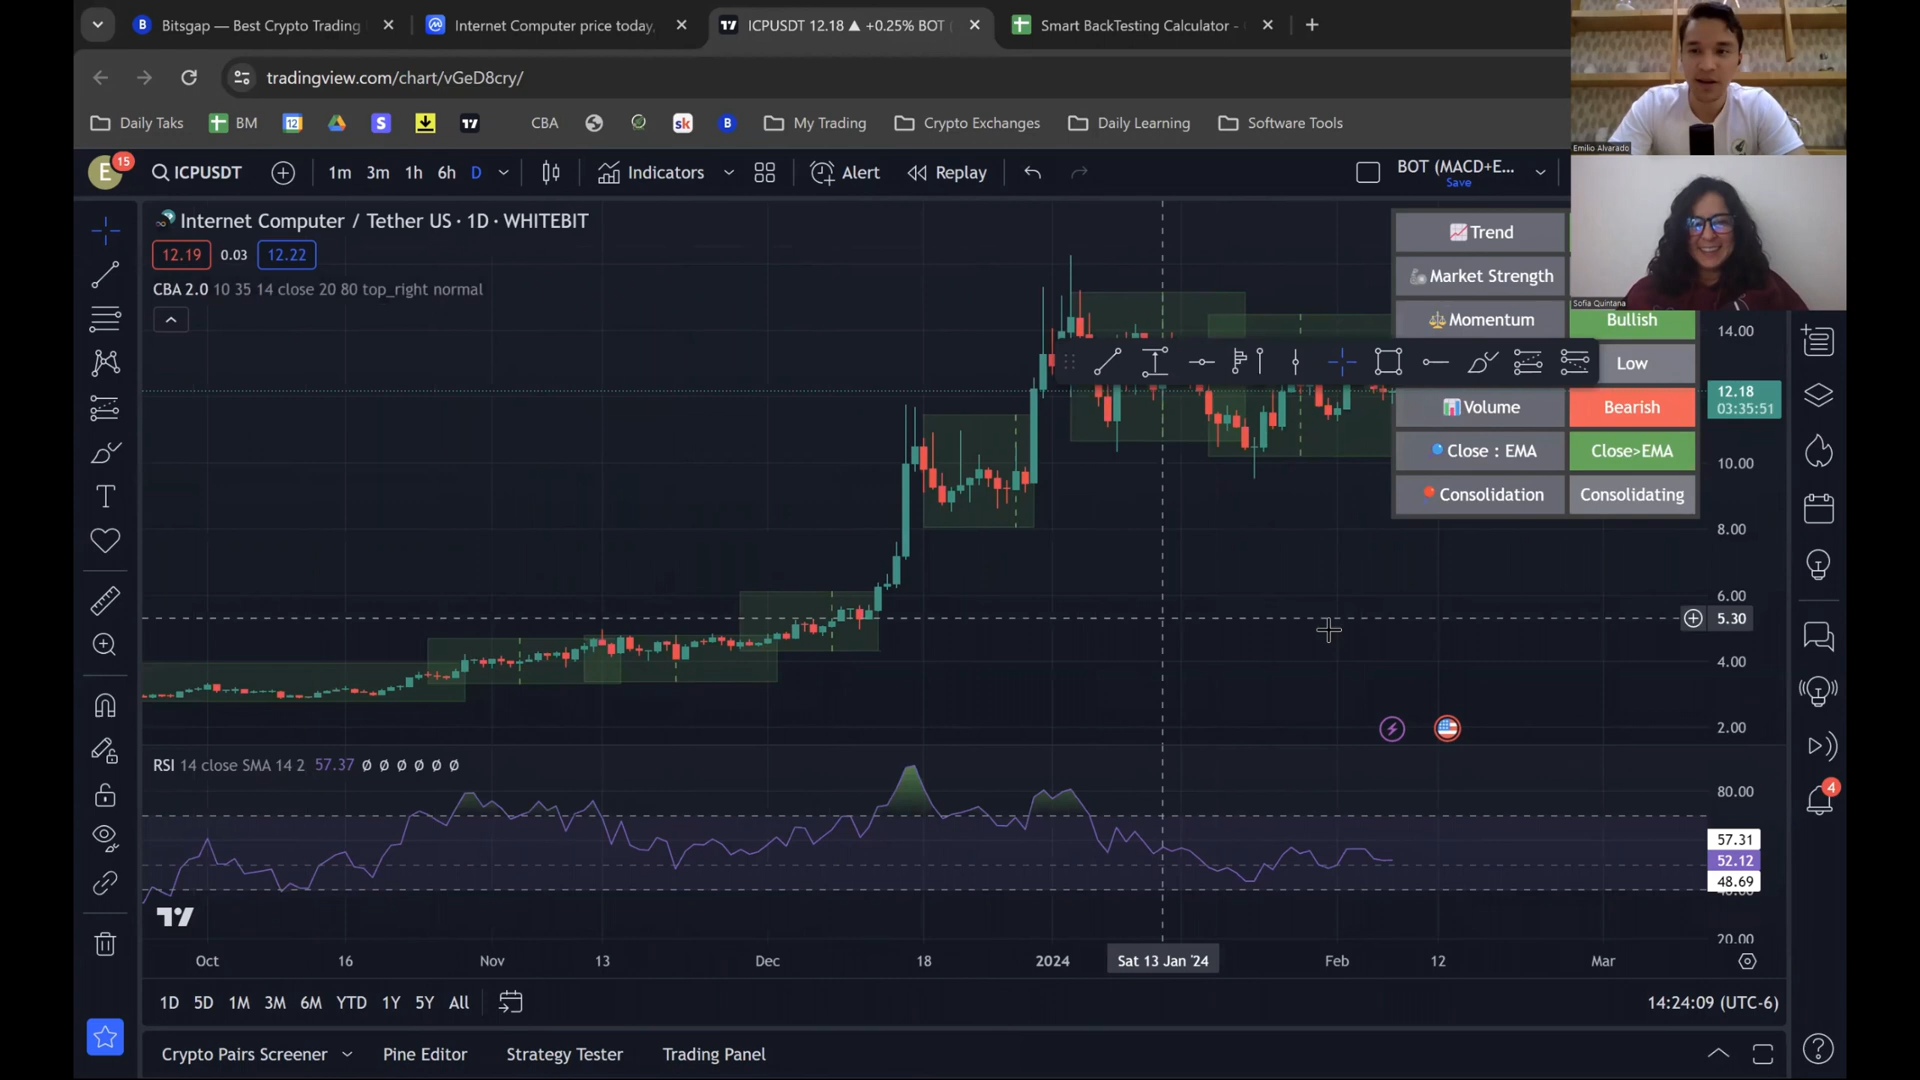 Bitsgap — Best Crypto Trading
Internet Computer price today,
ICPUSDT 12.18 ▲ +0.25% BOT
Smart BackTesting Calculator -
tradingview.com/chart/vGeD8cry/
Daily Taks
BM
CBA
My Trading
Crypto Exchanges
Daily Learning
Software Tools
E
15
ICPUSDT
1m
3m
1h
6h
D
Indicators
Alert
Replay
BOT (MACD+E...
Save
Emilio Alvarado
Sofia Quintana
Internet Computer / Tether US · 1D · WHITEBIT
12.19
0.03
12.22
CBA 2.0 10 35 14 close 20 80 top_right normal
Trend
Market Strength
Momentum
Bullish
Low
Volume
Bearish
Close : EMA
Close>EMA
Consolidation
Consolidating
14.00
12.18
03:35:51
10.00
8.00
6.00
5.30
4.00
2.00
RSI 14 close SMA 14 2 57.37 ø ø ø ø ø ø
80.00
57.31
52.12
48.69
20.00
Oct
16
Nov
13
Dec
18
2024
Sat 13 Jan '24
Feb
12
Mar
4
1D
5D
1M
3M
6M
YTD
1Y
5Y
All
14:24:09 (UTC-6)
Crypto Pairs Screener
Pine Editor
Strategy Tester
Trading Panel